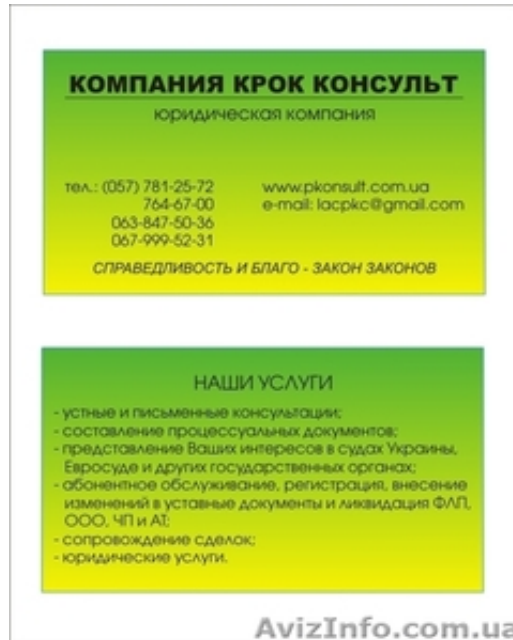 КОМПАНИЯ КРОК КОНСУЛЬТ
юридическая компания
тел.: (057) 781-25-72
764-67-00
063-847-50-36
067-999-52-31
www.pkonsult.com.ua
e-mail: lacpkc@gmail.com
СПРАВЕДЛИВОСТЬ И БЛАГО - ЗАКОН ЗАКОНОВ
НАШИ УСЛУГИ
- устные и письменные консультации;
- составление процессуальных документов;
- представление Ваших интересов в судах Украины,
Евросуде и других государственных органах;
- абонентное обслуживание, регистрация, внесение
изменений в уставные документы и ликвидация ФЛП,
ООО, ЧП и АТ;
- сопровождение сделок;
- юридические услуги.
AvizInfo.com.ua